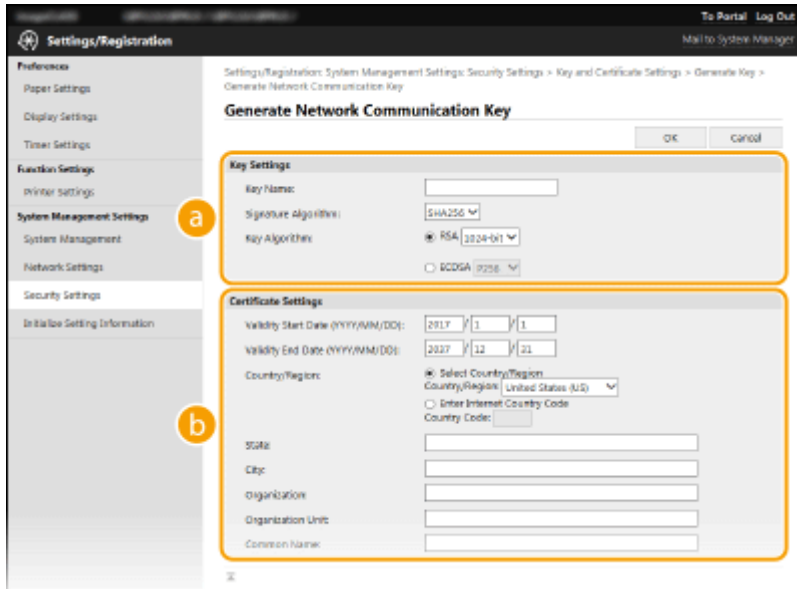 To Portal Log Out
Settings/Registration
Mail to System Manager
Preferences
Paper Settings
Display Settings
Timer Settings
Function Settings
Printer Settings
System Management Settings
System Management
Network Settings
Security Settings
Initialize Setting Information
Settings/Registration: System Management Settings: Security Settings > Key and Certificate Settings > Generate Key >
Generate Network Communication Key
Generate Network Communication Key
OK Cancel
a
Key Settings
Key Name:
Signature Algorithm: SHA256
Key Algorithm: RSA 1024-bit
ECDSA P256
b
Certificate Settings
Validity Start Date (YYYY/MM/DD): 2017 / 1 / 1
Validity End Date (YYYY/MM/DD): 2037 / 12 / 31
Country/Region: Select Country/Region
Country/Region: United States (US)
Enter Internet Country Code
Country Code:
State:
City:
Organization:
Organization Unit:
Common Name: